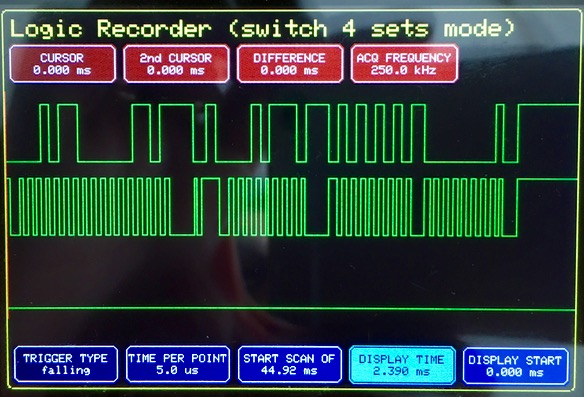 Logic Recorder (switch 4 sets mode)
CURSOR
0.000 ms
2nd CURSOR
0.000 ms
DIFFERENCE
0.000 ms
ACQ FREQUENCY
250.0 kHz
TRIGGER TYPE
falling
TIME PER POINT
5.0 us
START SCAN OF
44.92 ms
DISPLAY TIME
2.390 ms
DISPLAY START
0.000 ms